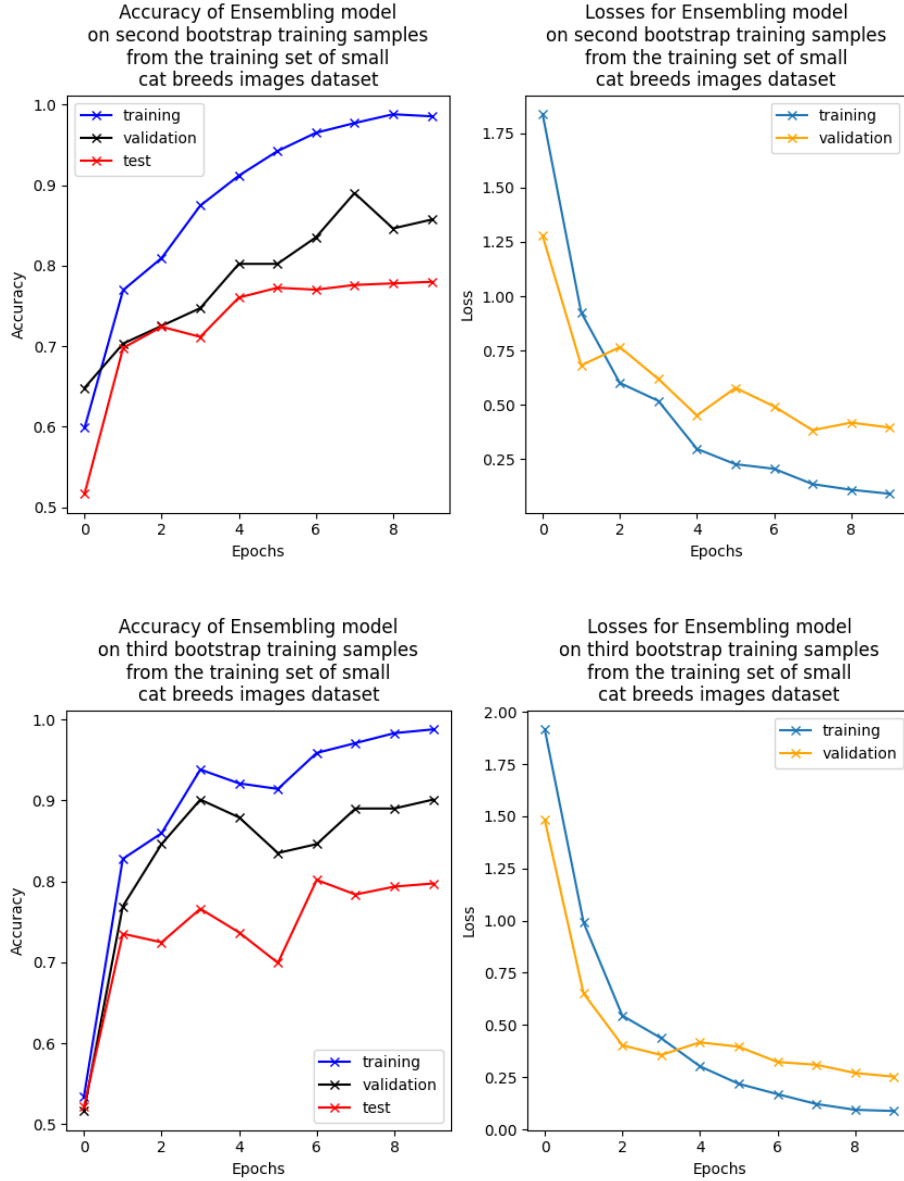 Accuracy of Ensembling model
on second bootstrap training samples
from the training set of small
cat breeds images dataset
1.0
0.9
0.8
0.7
0.6
0.5
Accuracy
training
validation
test
0 2 4 6 8
Epochs
Losses for Ensembling model
on second bootstrap training samples
from the training set of small
cat breeds images dataset
1.75
1.50
1.25
1.00
0.75
0.50
0.25
Loss
training
validation
0 2 4 6 8
Epochs
Accuracy of Ensembling model
on third bootstrap training samples
from the training set of small
cat breeds images dataset
1.0
0.9
0.8
0.7
0.6
0.5
Accuracy
training
validation
test
0 2 4 6 8
Epochs
Losses for Ensembling model
on third bootstrap training samples
from the training set of small
cat breeds images dataset
2.00
1.75
1.50
1.25
1.00
0.75
0.50
0.25
0.00
Loss
training
validation
0 2 4 6 8
Epochs